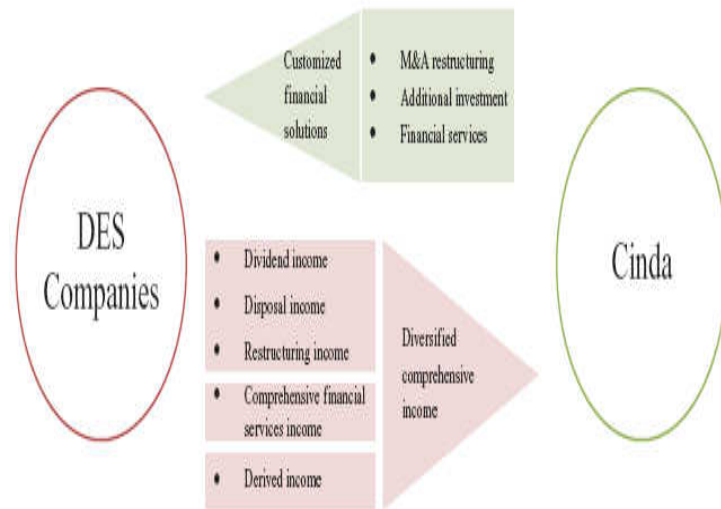 Customized
financial
solutions
• M&A restructuring
• Additional investment
• Financial services
DES
Companies
Cinda
• Dividend income
• Disposal income
• Restructuring income
• Comprehensive financial
services income
• Derived income
Diversified
comprehensive
income